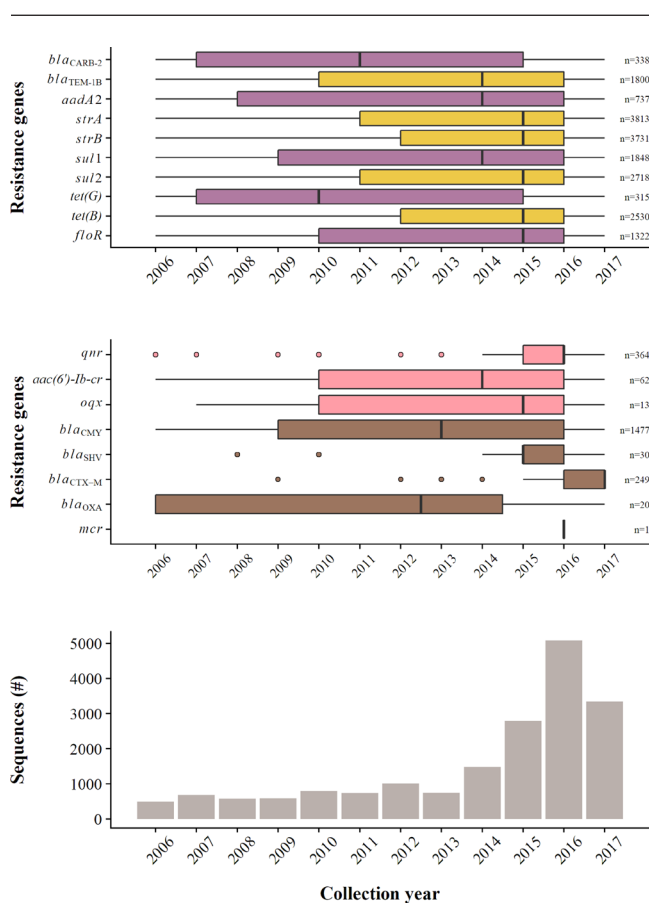 Resistance genes
blaCARB-2 n=338
blaTEM-1B n=1800
aadA2 n=737
strA n=3813
strB n=3731
sul1 n=1848
sul2 n=2718
tet(G) n=315
tet(B) n=2530
floR n=1322
2006 2007 2008 2009 2010 2011 2012 2013 2014 2015 2016 2017
Resistance genes
qnr n=364
aac(6')-Ib-cr n=62
oqx n=13
blaCMY n=1477
blaSHV n=30
blaCTX-M n=249
blaOXA n=20
mcr n=1
2006 2007 2008 2009 2010 2011 2012 2013 2014 2015 2016 2017
Sequences (#)
5000
4000
3000
2000
1000
0
2006 2007 2008 2009 2010 2011 2012 2013 2014 2015 2016 2017
Collection year